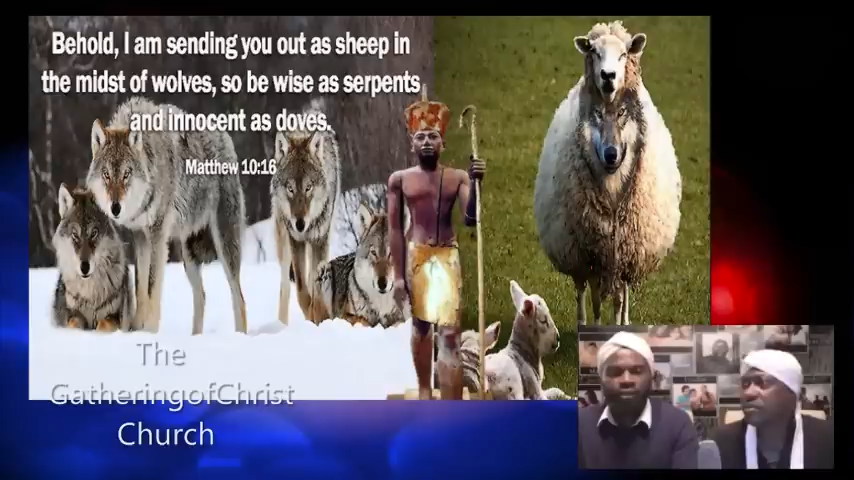 Behold, I am sending you out as sheep in
the midst of wolves, so be wise as serpents
and innocent as doves.
Matthew 10:16
The
GatheringofChrist
Church